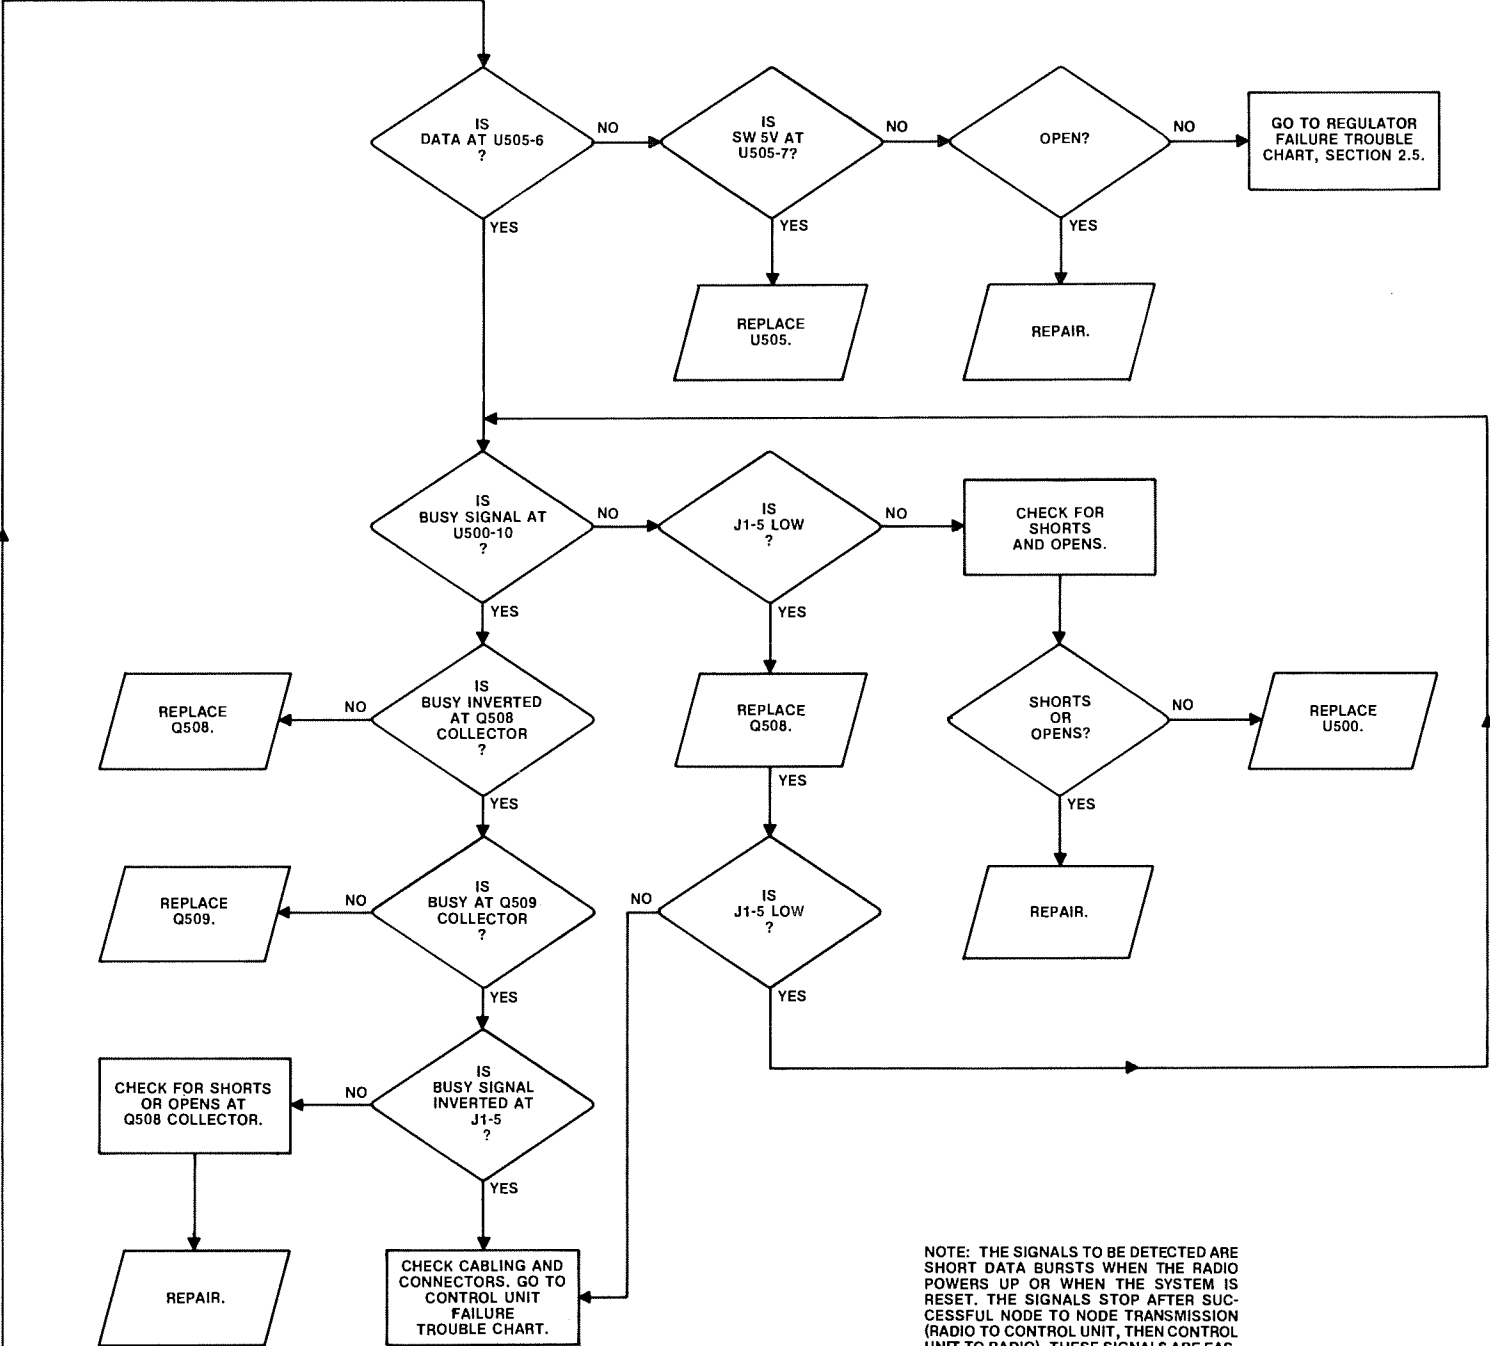 IS
DATA AT U505-6
?
NO
YES
IS
SW 5V AT
U505-7?
NO
YES
OPEN?
NO
YES
GO TO REGULATOR
FAILURE TROUBLE
CHART, SECTION 2.5.
REPLACE
U505.
REPAIR.
IS
BUSY SIGNAL AT
U500-10
?
NO
YES
IS
J1-5 LOW
?
NO
YES
CHECK FOR
SHORTS
AND OPENS.
REPLACE
Q508.
NO
IS
BUSY INVERTED
AT Q508
COLLECTOR
?
YES
REPLACE
Q508.
YES
SHORTS
OR
OPENS?
NO
YES
REPLACE
U500.
REPLACE
Q509.
NO
IS
BUSY AT Q509
COLLECTOR
?
YES
NO
IS
J1-5 LOW
?
YES
REPAIR.
CHECK FOR SHORTS
OR OPENS AT
Q508 COLLECTOR.
NO
IS
BUSY SIGNAL
INVERTED AT
J1-5
?
YES
REPAIR.
CHECK CABLING AND
CONNECTORS. GO TO
CONTROL UNIT
FAILURE
TROUBLE CHART.
NOTE: THE SIGNALS TO BE DETECTED ARE
SHORT DATA BURSTS WHEN THE RADIO
POWERS UP OR WHEN THE SYSTEM IS
RESET. THE SIGNALS STOP AFTER SUC-
CESSFUL NODE TO NODE TRANSMISSION
(RADIO TO CONTROL UNIT, THEN CONTROL
UNIT TO RADIO). THESE SIGNALS ARE EAS-